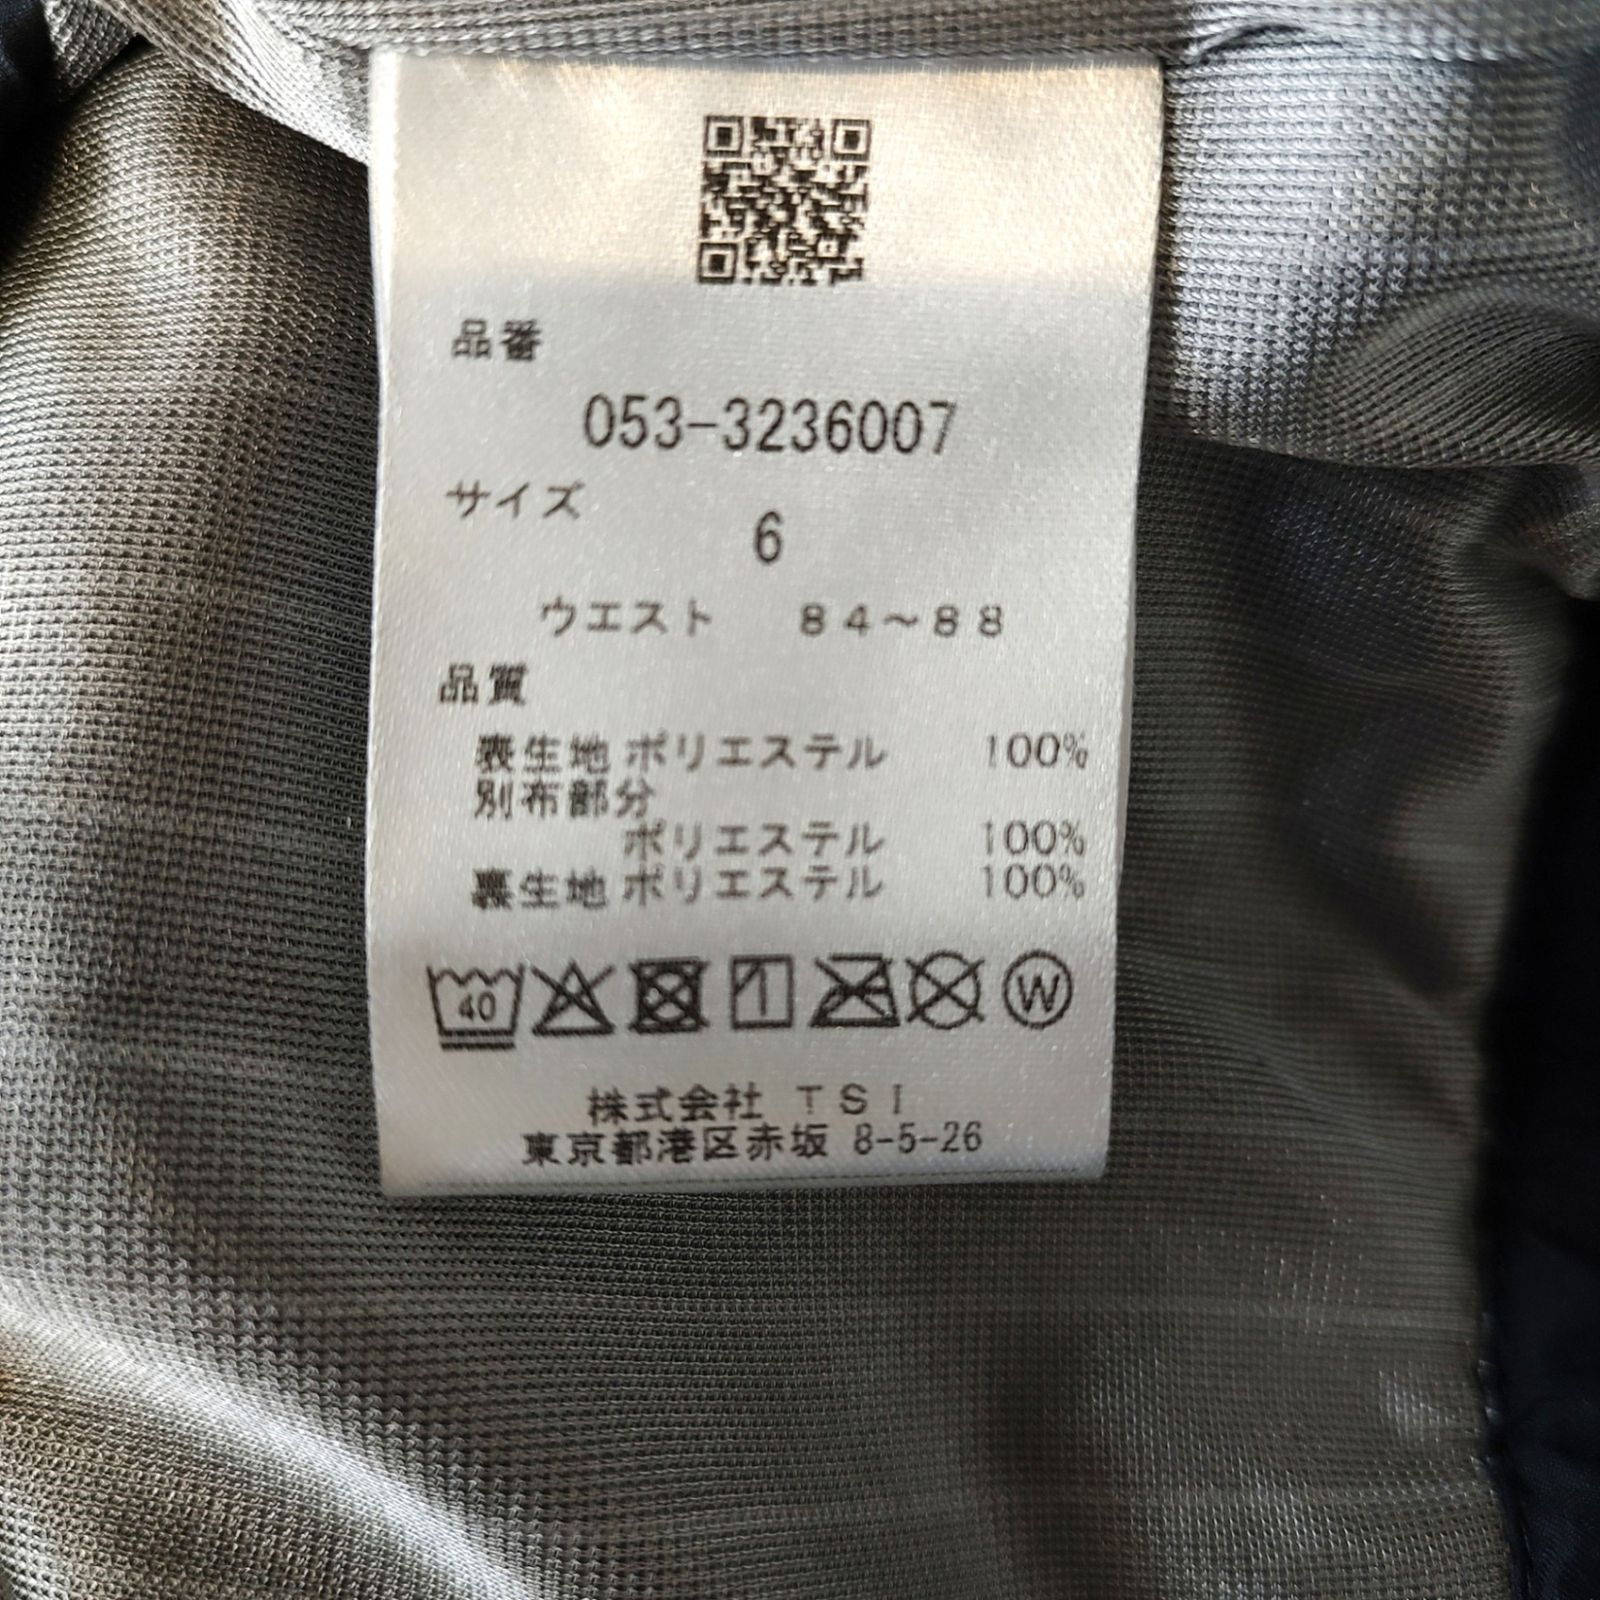 品番
053-3236007
サイズ
6
ウエスト 84～88
品質
表生地 ポリエステル 100%
別布部分
ポリエステル 100%
裏生地 ポリエステル 100%
40 W
株式会社 TSI
東京都港区赤坂 8-5-26